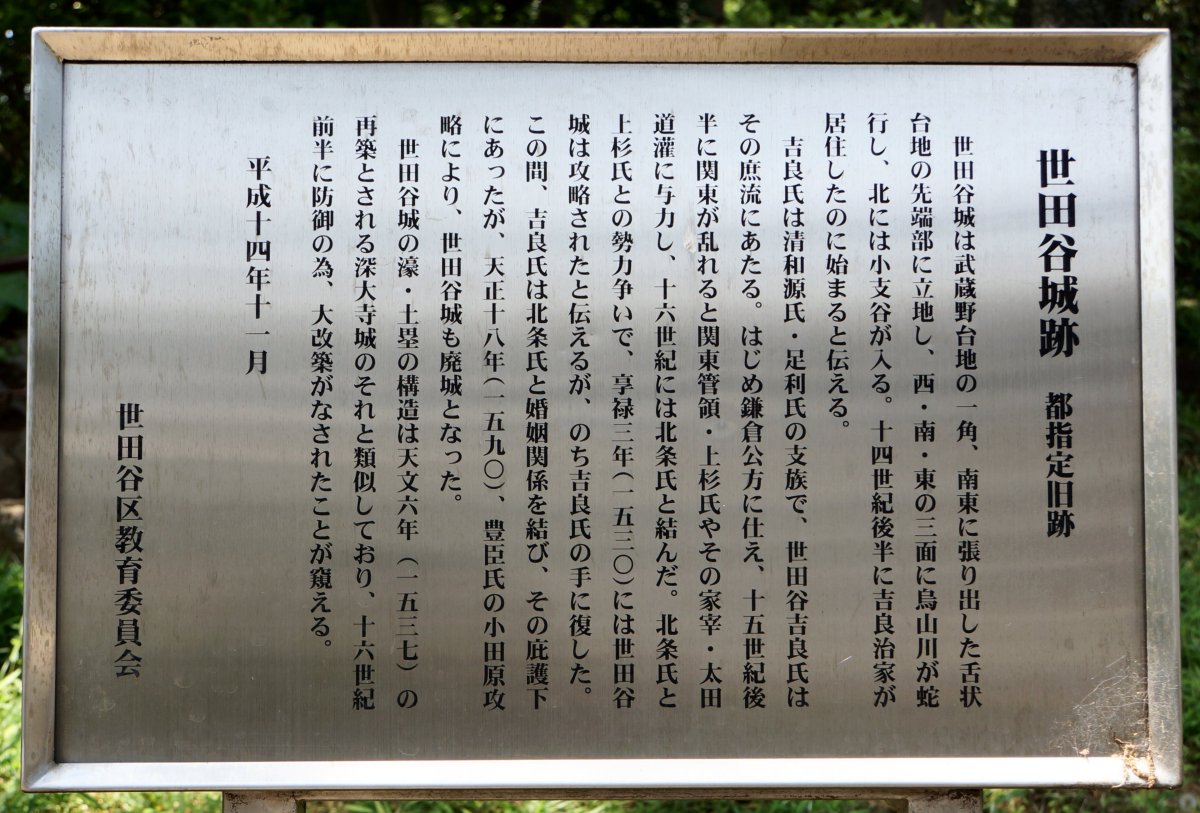 世田谷城跡　都指定旧跡
　世田谷城は武蔵野台地の一角、南東に張り出した舌状
台地の先端部に立地し、西・南・東の三面に烏山川が蛇
行し、北には小支谷が入る。十四世紀後半に吉良治家が
居住したのに始まると伝える。
　吉良氏は清和源氏・足利氏の支族で、世田谷吉良氏は
その庶流にあたる。はじめ鎌倉公方に仕え、十五世紀後
半に関東が乱れると関東管領・上杉氏やその家宰・太田
道灌に与力し、十六世紀には北条氏と結んだ。北条氏と
上杉氏との勢力争いで、享禄三年(一五三〇)には世田谷
城は攻略されたと伝えるが、のち吉良氏の手に復した。
この間、吉良氏は北条氏と婚姻関係を結び、その庇護下
にあったが、天正十八年(一五九〇)、豊臣氏の小田原攻
略により、世田谷城も廃城となった。
　世田谷城の濠・土塁の構造は天文六年（一五三七）の
再築とされる深大寺城のそれと類似しており、十六世紀
前半に防御の為、大改築がなされたことが窺える。
平成十四年十一月
世田谷区教育委員会